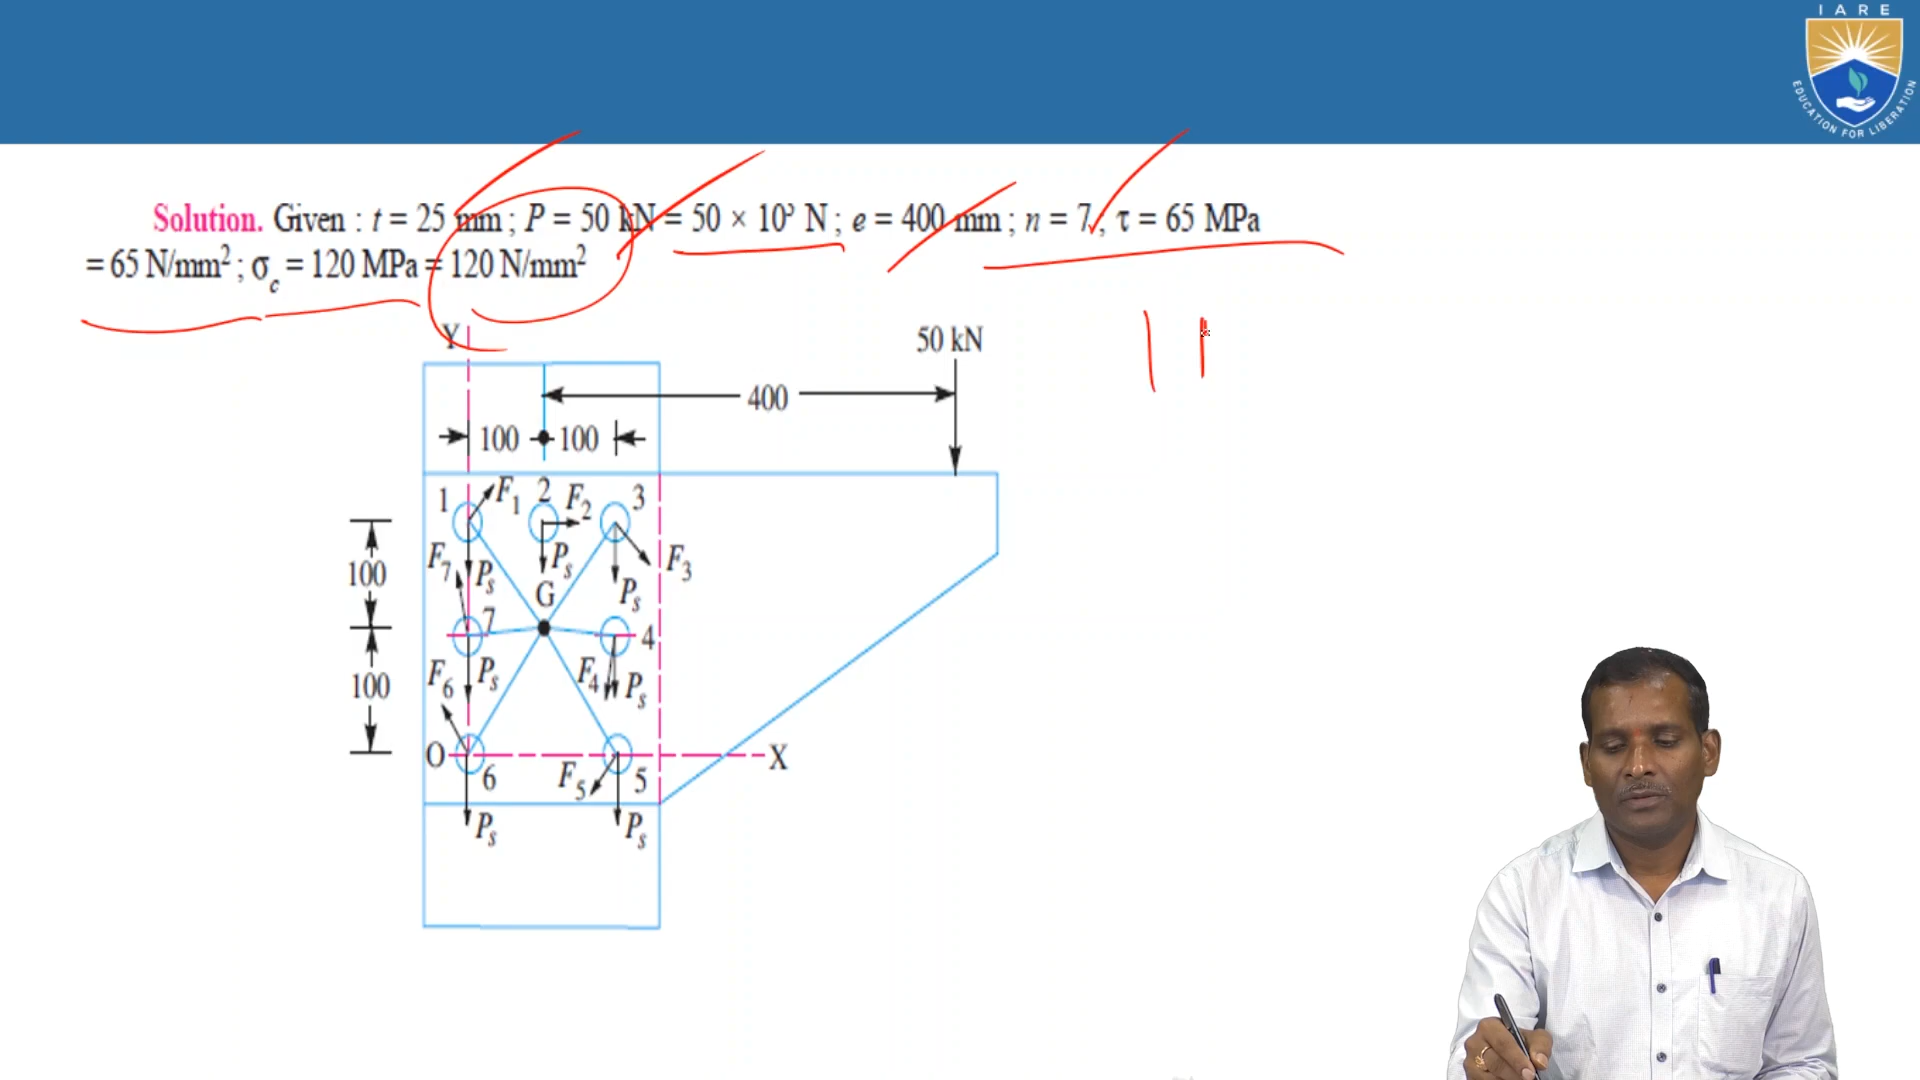 IARE
EDUCATION FOR LIBERATION
Solution. Given : t = 25 mm ; P = 50 kN = 50 × 10³ N ; e = 400 mm ; n = 7 ; τ = 65 MPa
= 65 N/mm² ; σc = 120 MPa = 120 N/mm²
Y
50 kN
400
100 100
1 F1 2 F2 3
F7 Ps Ps F3
100 G Ps
7 4
F6 Ps F4 Ps
100
O 6 F5 5 X
Ps Ps